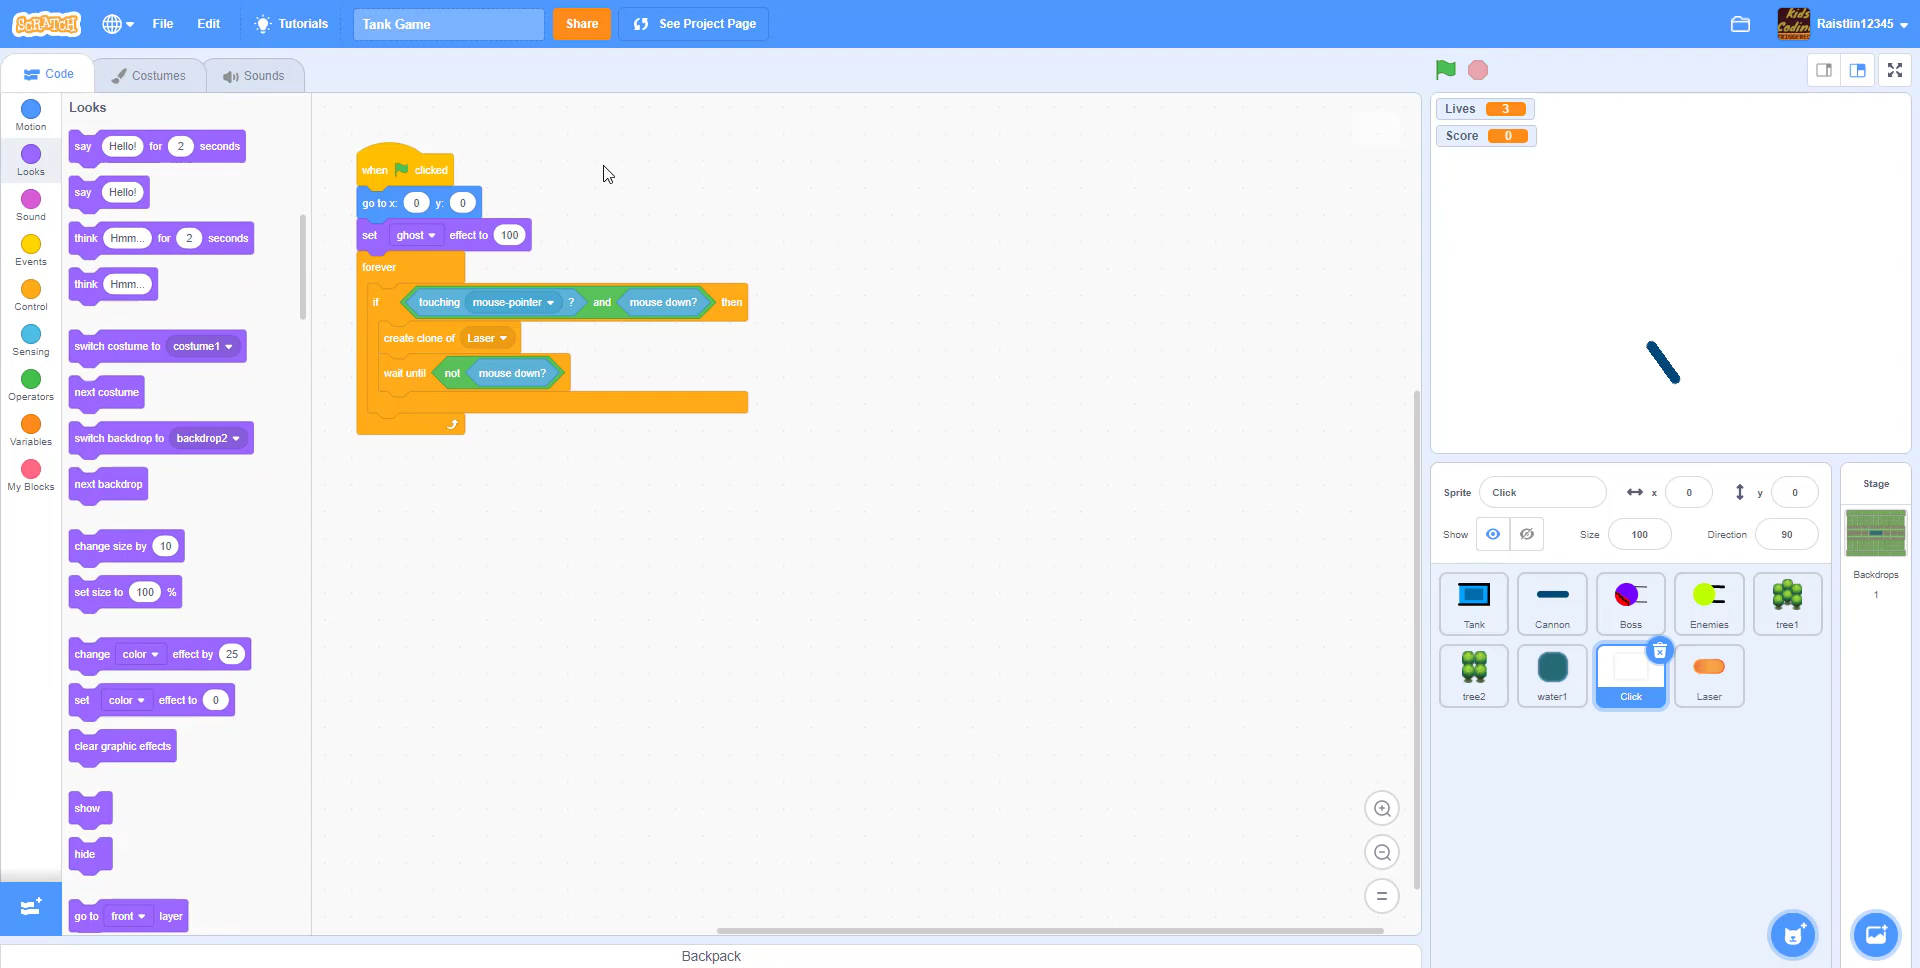 SCRATCH
File
Edit
Tutorials
Tank Game
Share
See Project Page
Raistlin12345
Code
Costumes
Sounds
Motion
Looks
Sound
Events
Control
Sensing
Operators
Variables
My Blocks
Looks
say Hello! for 2 seconds
say Hello!
think Hmm... for 2 seconds
think Hmm...
switch costume to costume1
next costume
switch backdrop to backdrop2
next backdrop
change size by 10
set size to 100 %
change color effect by 25
set color effect to 0
clear graphic effects
show
hide
go to front layer
when clicked
go to x: 0 y: 0
set ghost effect to 100
forever
if touching mouse-pointer ? and mouse down? then
create clone of Laser
wait until not mouse down?
Backpack
Lives 3
Score 0
Sprite Click x 0 y 0
Show Size 100 Direction 90
Tank
Cannon
Boss
Enemies
tree1
tree2
water1
Click
Laser
Stage
Backdrops
1